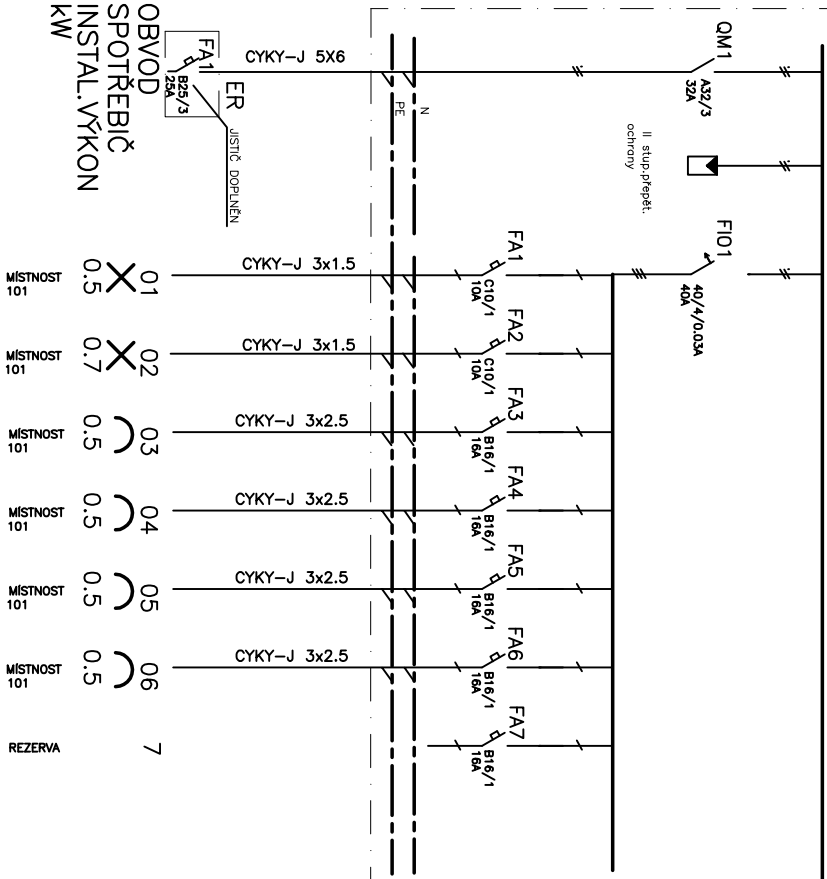 QM1
A32/3
32A
II stup.přepět.
ochrany
FI01
40/4/0.03A
40A
FA1
C10/1
10A
FA2
C10/1
10A
FA3
B16/1
16A
FA4
B16/1
16A
FA5
B16/1
16A
FA6
B16/1
16A
FA7
B16/1
16A
N
PE
CYKY-J 5X6
CYKY-J 3x1.5
CYKY-J 3x1.5
CYKY-J 3x2.5
CYKY-J 3x2.5
CYKY-J 3x2.5
CYKY-J 3x2.5
ER
FA1
B25/3
25A
JISTIČ DOPLNĚN
OBVOD
01
02
03
04
05
06
7
SPOTŘEBIČ
INSTAL.VÝKON
kW
0.5
0.7
0.5
0.5
0.5
0.5
MÍSTNOST
101
MÍSTNOST
101
MÍSTNOST
101
MÍSTNOST
101
MÍSTNOST
101
MÍSTNOST
101
REZERVA